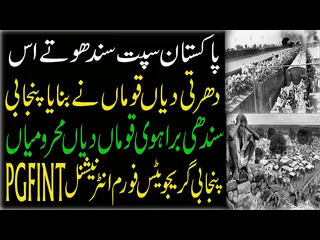 پاکستان سپت سندھو تے اس
دھرتی دیاں قوماں نے بنایا پنجابی
سندھی براہوی قوماں دیاں محرومیاں
پنجابی گریجویٹس فورم انٹرنیشنل PGFINT